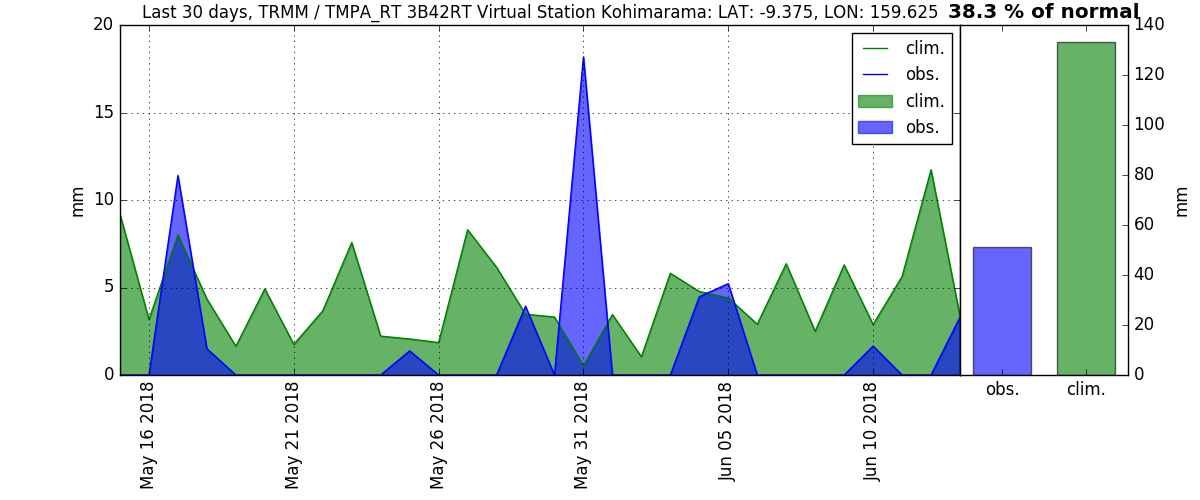 Last 30 days, TRMM / TMPA_RT 3B42RT Virtual Station Kohimarama: LAT: -9.375, LON: 159.625
38.3 % of normal
clim.
obs.
clim.
obs.
mm
20
15
10
5
0
May 16 2018
May 21 2018
May 26 2018
May 31 2018
Jun 05 2018
Jun 10 2018
140
120
100
80
60
40
20
0
mm
obs.
clim.